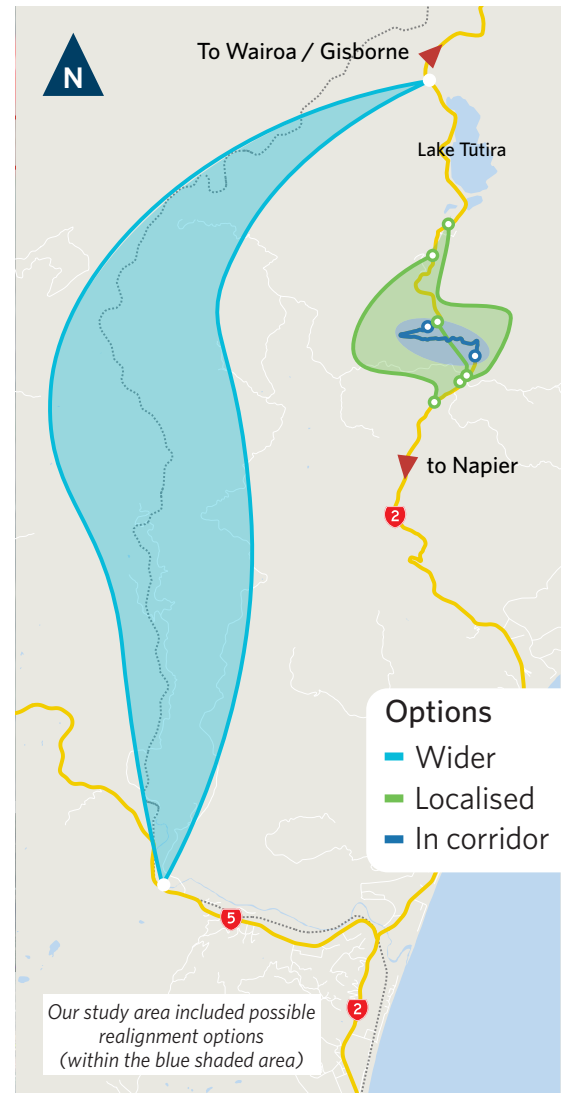 To Wairoa / Gisborne
N
Lake Tūtira
to Napier
2
Options
Wider
Localised
In corridor
5
2
Our study area included possible
realignment options
(within the blue shaded area)